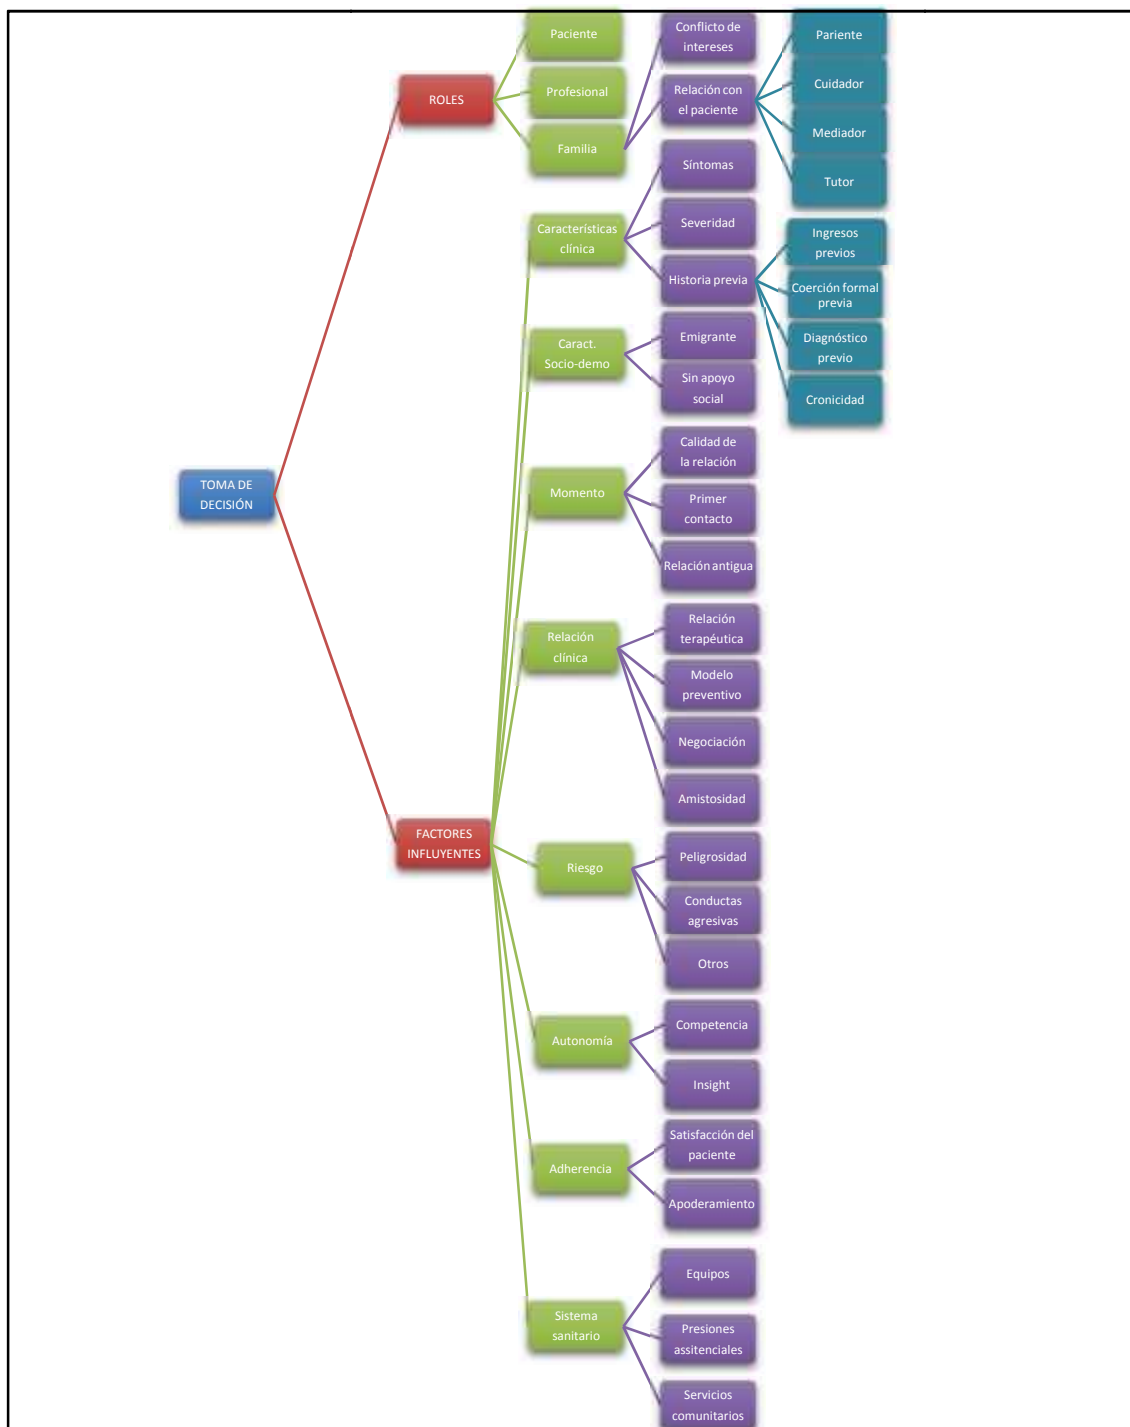 TOMA DE
DECISIÓN
ROLES
Paciente
Profesional
Familia
Conflicto de
intereses
Relación con
el paciente
Pariente
Cuidador
Mediador
Tutor
FACTORES
INFLUYENTES
Características
clínica
Síntomas
Severidad
Historia previa
Ingresos
previos
Coerción formal
previa
Diagnóstico
previo
Cronicidad
Caract.
Socio-demo
Emigrante
Sin apoyo
social
Momento
Calidad de
la relación
Primer
contacto
Relación antigua
Relación
clínica
Relación
terapéutica
Modelo
preventivo
Negociación
Amistosidad
Riesgo
Peligrosidad
Conductas
agresivas
Otros
Autonomía
Competencia
Insight
Adherencia
Satisfacción del
paciente
Apoderamiento
Sistema
sanitario
Equipos
Presiones
assitenciales
Servicios
comunitarios